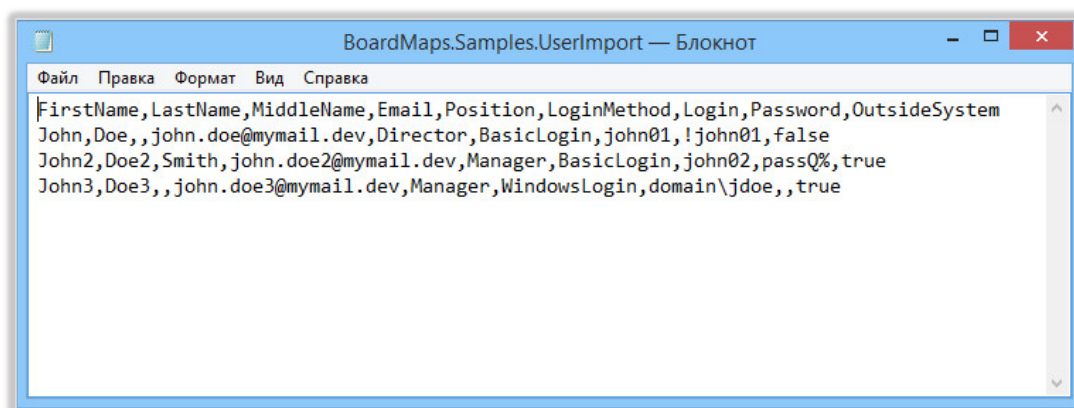 BoardMaps.Samples.UserImport — Блокнот
Файл Правка Формат Вид Справка
FirstName,LastName,MiddleName,Email,Position,LoginMethod,Login,Password,OutsideSystem
John,Doe,,john.doe@mymail.dev,Director,BasicLogin,john01,!john01,false
John2,Doe2,Smith,john.doe2@mymail.dev,Manager,BasicLogin,john02,passQ%,true
John3,Doe3,,john.doe3@mymail.dev,Manager,WindowsLogin,domain\jdoe,,true